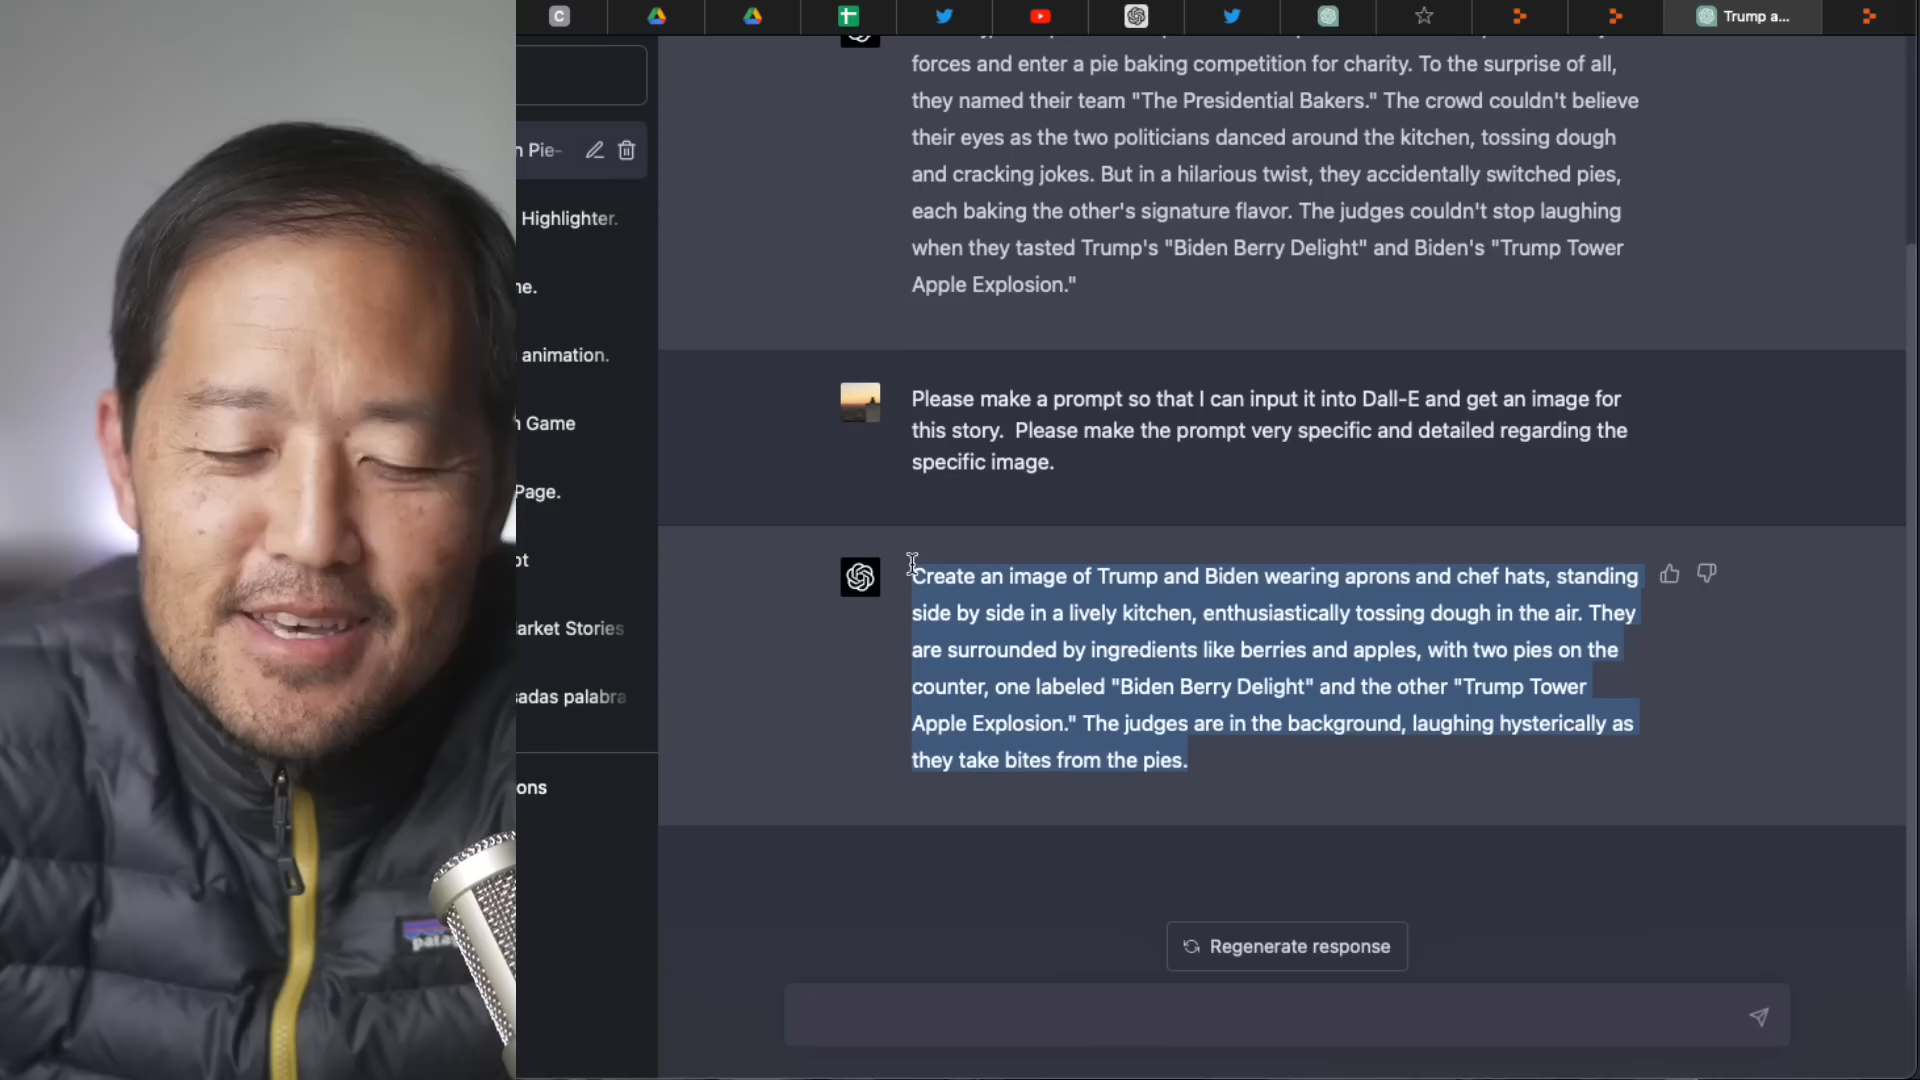 Trump a...
forces and enter a pie baking competition for charity. To the surprise of all,
they named their team "The Presidential Bakers." The crowd couldn't believe
their eyes as the two politicians danced around the kitchen, tossing dough
and cracking jokes. But in a hilarious twist, they accidentally switched pies,
each baking the other's signature flavor. The judges couldn't stop laughing
when they tasted Trump's "Biden Berry Delight" and Biden's "Trump Tower
Apple Explosion."
n Pie-
Highlighter.
ne.
animation.
n Game
Page.
ot
arket Stories
sadas palabra
ons
Please make a prompt so that I can input it into Dall-E and get an image for
this story.  Please make the prompt very specific and detailed regarding the
specific image.
Create an image of Trump and Biden wearing aprons and chef hats, standing
side by side in a lively kitchen, enthusiastically tossing dough in the air. They
are surrounded by ingredients like berries and apples, with two pies on the
counter, one labeled "Biden Berry Delight" and the other "Trump Tower
Apple Explosion." The judges are in the background, laughing hysterically as
they take bites from the pies.
Regenerate response
pata